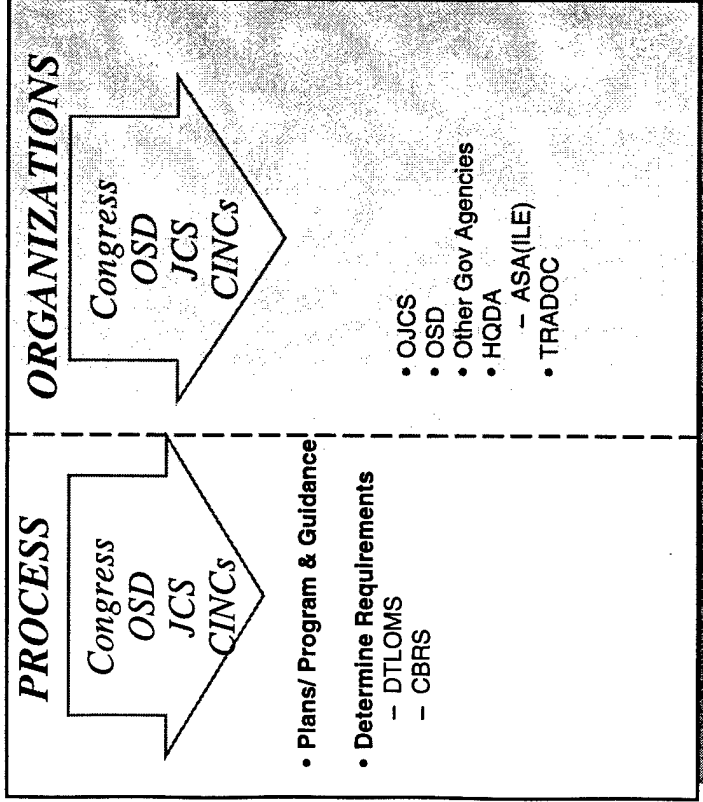 PROCESS
Congress
OSD
JCS
CINCs
• Plans/ Program & Guidance
• Determine Requirements
– DTLOMS
– CBRS
ORGANIZATIONS
Congress
OSD
JCS
CINCs
• OJCS
• OSD
• Other Gov Agencies
• HQDA
– ASA(ILE)
• TRADOC